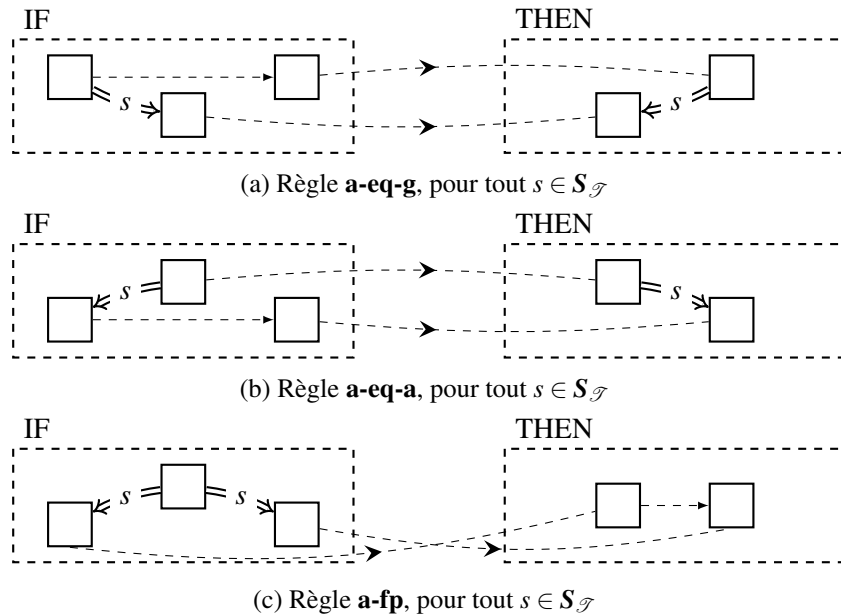 IF THEN
s s
(a) Règle a-eq-g, pour tout s ∈ S𝒯
IF THEN
s s
(b) Règle a-eq-a, pour tout s ∈ S𝒯
IF THEN
s s
(c) Règle a-fp, pour tout s ∈ S𝒯